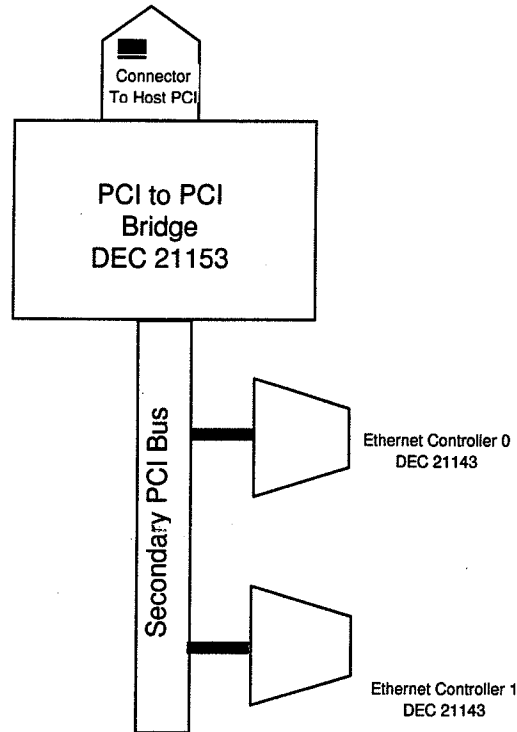 Connector
To Host PCI
PCI to PCI
Bridge
DEC 21153
Secondary PCI Bus
Ethernet Controller 0
DEC 21143
Ethernet Controller 1
DEC 21143